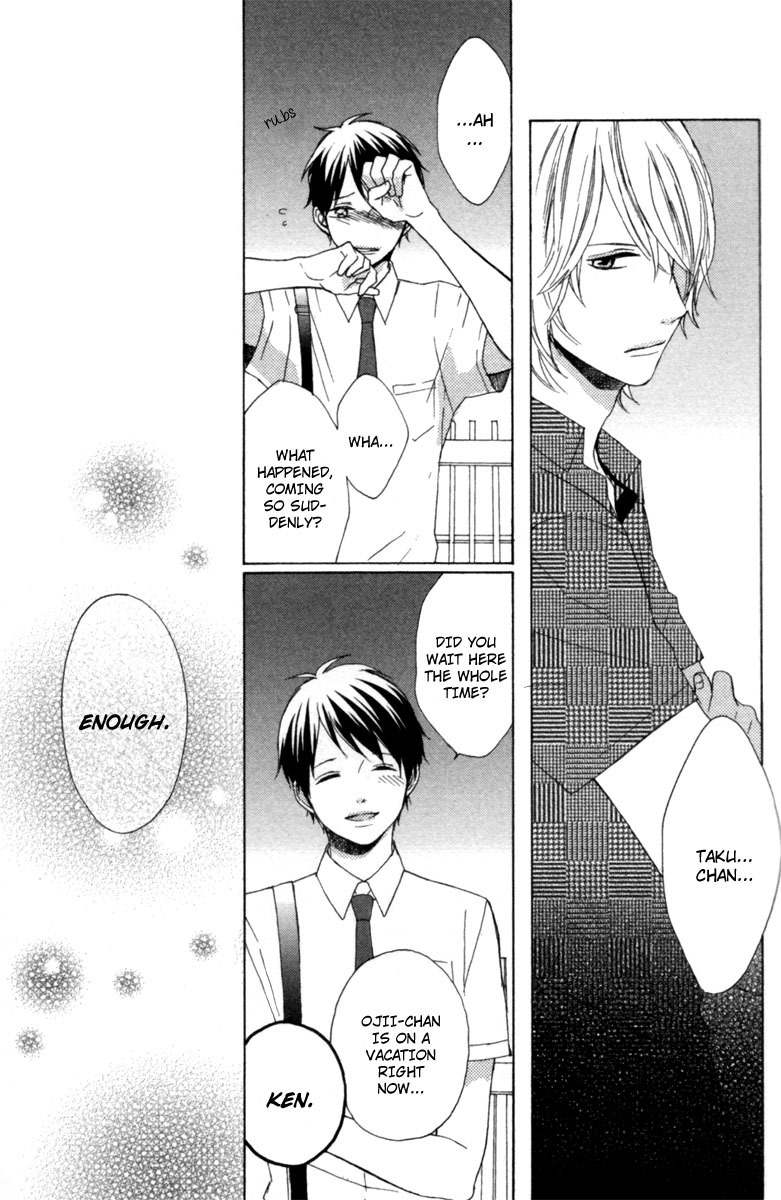 TAKU...
CHAN...
...AH
...
rubs
WHA...
WHAT
HAPPENED,
COMING
SO SUD-
DENLY?
DID YOU
WAIT HERE
THE WHOLE
TIME?
OJII-CHAN
IS ON A
VACATION
RIGHT
NOW...
KEN.
ENOUGH.